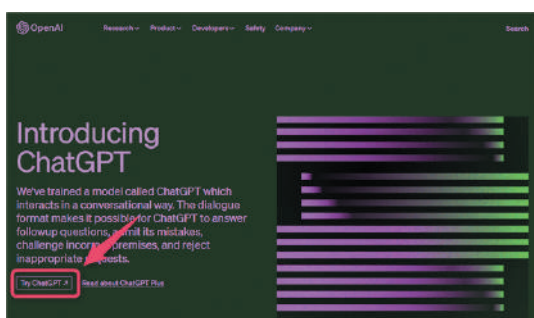 OpenAI Research Product Developers Safety Company Search
Introducing
ChatGPT
We've trained a model called ChatGPT which
interacts in a conversational way. The dialogue
format makes it possible for ChatGPT to answer
followup questions, admit its mistakes,
challenge incorrect premises, and reject
inappropriate requests.
Try ChatGPT ↗ Read about ChatGPT Plus